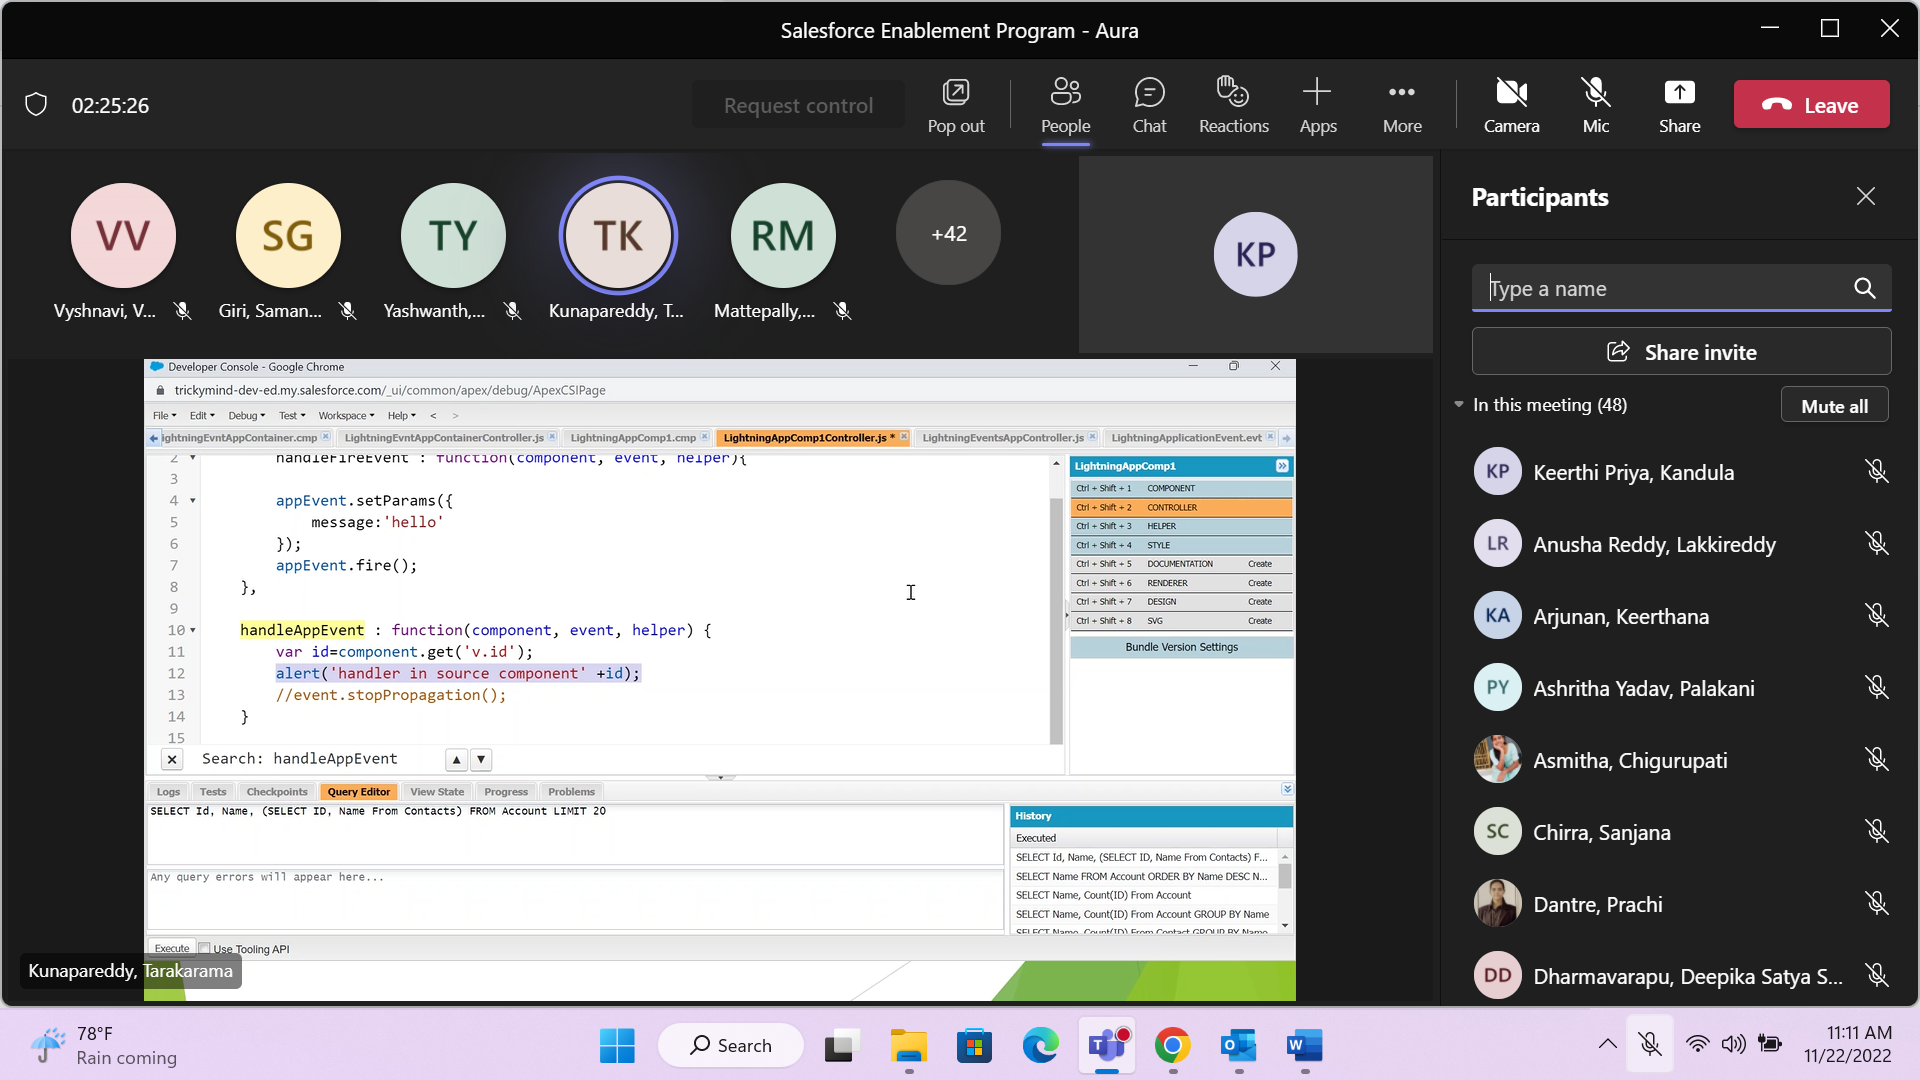 Salesforce Enablement Program - Aura
02:25:26
Request control
Pop out
People
Chat
Reactions
Apps
More
Camera
Mic
Share
Leave
VV
SG
TY
TK
RM
+42
KP
Vyshnavi, V...
Giri, Saman...
Yashwanth,...
Kunapareddy, T...
Mattepally,...
Participants
Type a name
Share invite
In this meeting (48)
Mute all
KP Keerthi Priya, Kandula
LR Anusha Reddy, Lakkireddy
KA Arjunan, Keerthana
PY Ashritha Yadav, Palakani
Asmitha, Chigurupati
SC Chirra, Sanjana
Dantre, Prachi
DD Dharmavarapu, Deepika Satya S...
Developer Console - Google Chrome
trickymind-dev-ed.my.salesforce.com/_ui/common/apex/debug/ApexCSIPage
File Edit Debug Test Workspace Help < >
ightningEvntAppContainer.cmp LightningEvntAppContainerController.js LightningAppComp1.cmp LightningAppComp1Controller.js * LightningEventsAppController.js LightningApplicationEvent.evt
2 handleFireEvent : function(component, event, helper){
3
4 appEvent.setParams({
5 message:'hello'
6 });
7 appEvent.fire();
8 },
9
10 handleAppEvent : function(component, event, helper) {
11 var id=component.get('v.id');
12 alert('handler in source component' +id);
13 //event.stopPropagation();
14 }
15
Search: handleAppEvent
LightningAppComp1
Ctrl + Shift + 1 COMPONENT
Ctrl + Shift + 2 CONTROLLER
Ctrl + Shift + 3 HELPER
Ctrl + Shift + 4 STYLE
Ctrl + Shift + 5 DOCUMENTATION Create
Ctrl + Shift + 6 RENDERER Create
Ctrl + Shift + 7 DESIGN Create
Ctrl + Shift + 8 SVG Create
Bundle Version Settings
Logs Tests Checkpoints Query Editor View State Progress Problems
SELECT Id, Name, (SELECT ID, Name From Contacts) FROM Account LIMIT 20
Any query errors will appear here...
History
Executed
SELECT Id, Name, (SELECT ID, Name From Contacts) F...
SELECT Name FROM Account ORDER BY Name DESC N...
SELECT Name, Count(ID) From Account
SELECT Name, Count(ID) From Account GROUP BY Name
SELECT Name, Count(ID) From Contact GROUP BY Name
Execute Use Tooling API
Kunapareddy, Tarakarama
78°F
Rain coming
Search
11:11 AM
11/22/2022